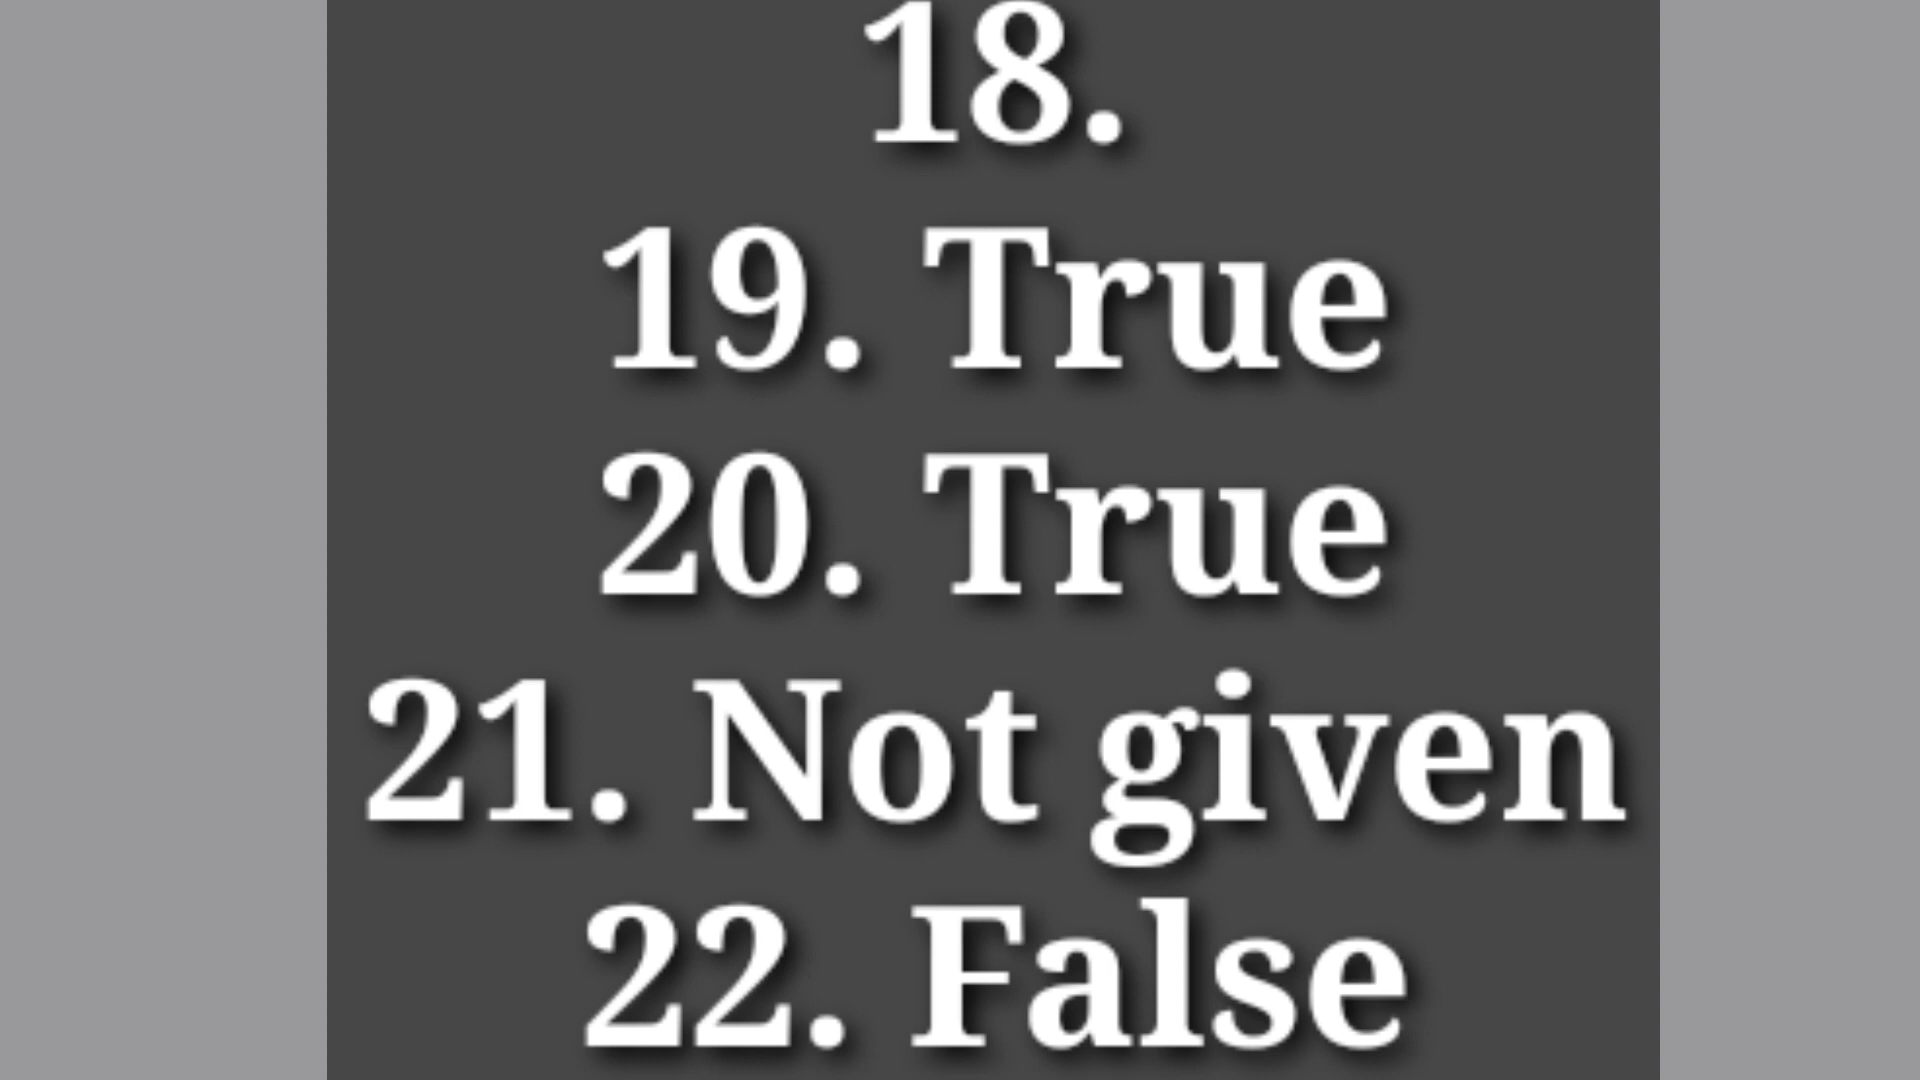 18.
19. True
20. True
21. Not given
22. False